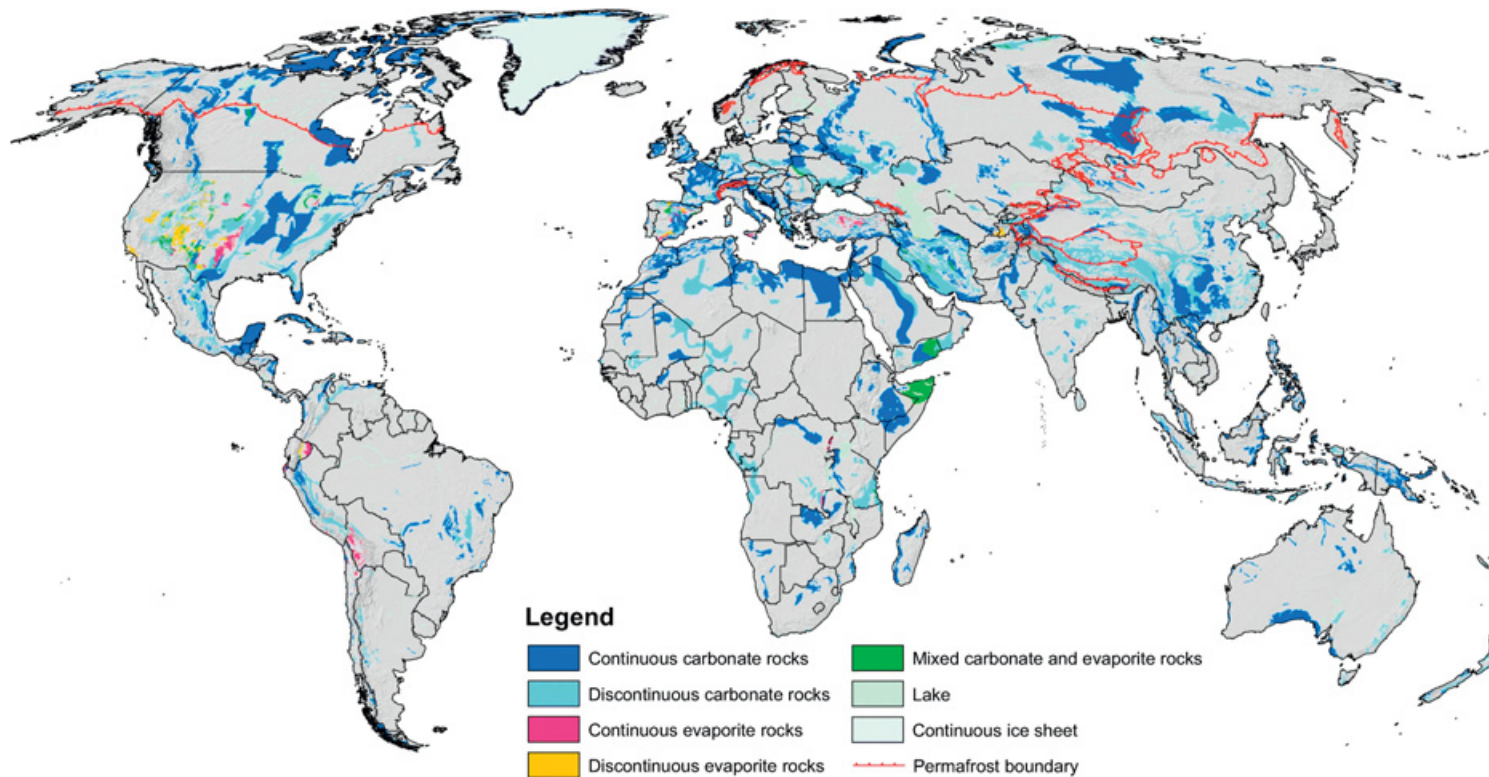 Legend
Continuous carbonate rocks
Discontinuous carbonate rocks
Continuous evaporite rocks
Discontinuous evaporite rocks
Mixed carbonate and evaporite rocks
Lake
Continuous ice sheet
Permafrost boundary